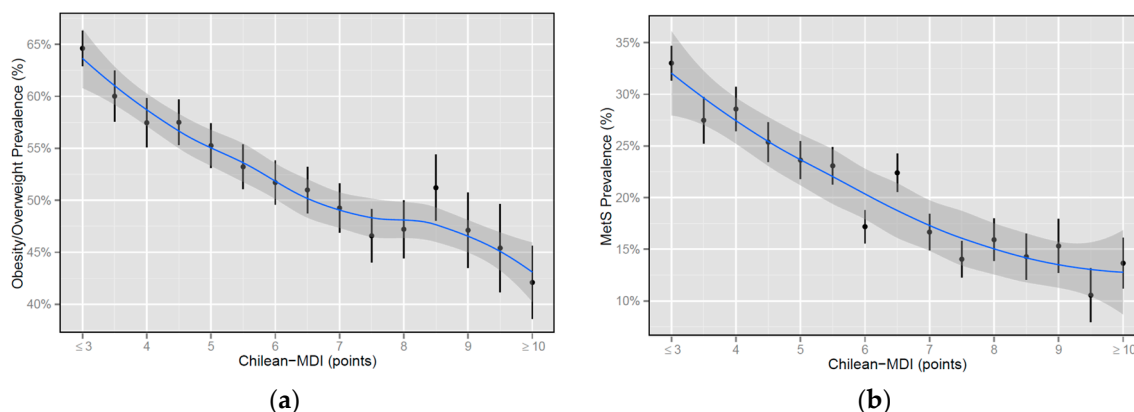 Obesity/Overweight Prevalence (%)
65%
60%
55%
50%
45%
40%
≤ 3 4 5 6 7 8 9 ≥ 10
Chilean−MDI (points)
(a)
MetS Prevalence (%)
35%
30%
25%
20%
15%
10%
≤ 3 4 5 6 7 8 9 ≥ 10
Chilean−MDI (points)
(b)